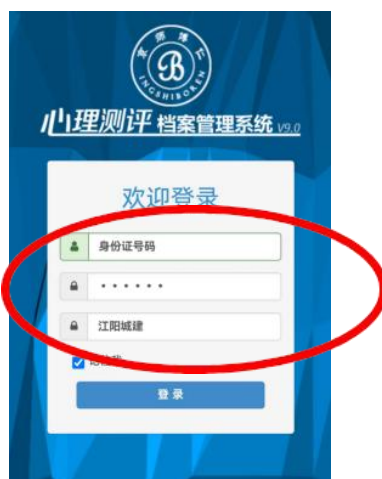 京师博仁
JINGSHIBOREN
B
心理测评 档案管理系统 V9.0
欢迎登录
身份证号码
······
江阳城建
登 录